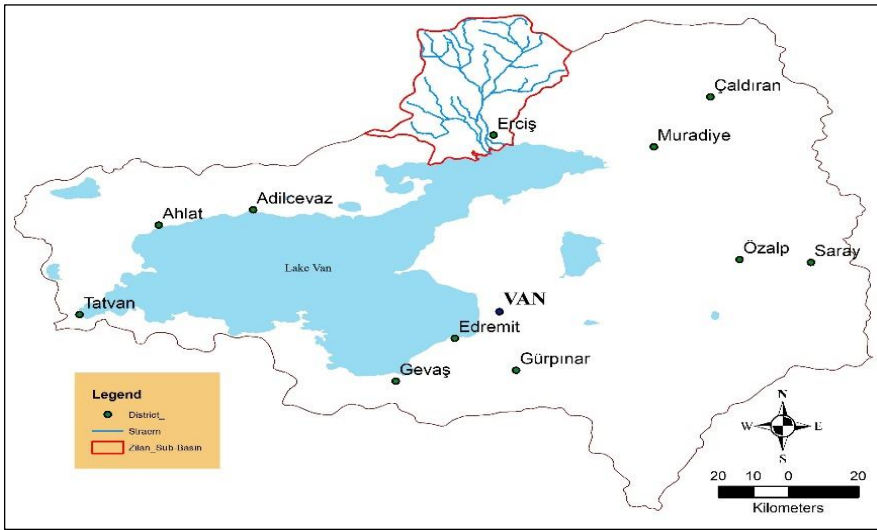 Çaldıran
Erciş
Muradiye
Adilcevaz
Ahlat
Özalp
Saray
Lake Van
Tatvan
VAN
Edremit
Gürpınar
Gevaş
Legend
District_
Straem
Zilan_Sub-Basin
N
W E
S
20 10 0 20
Kilometers